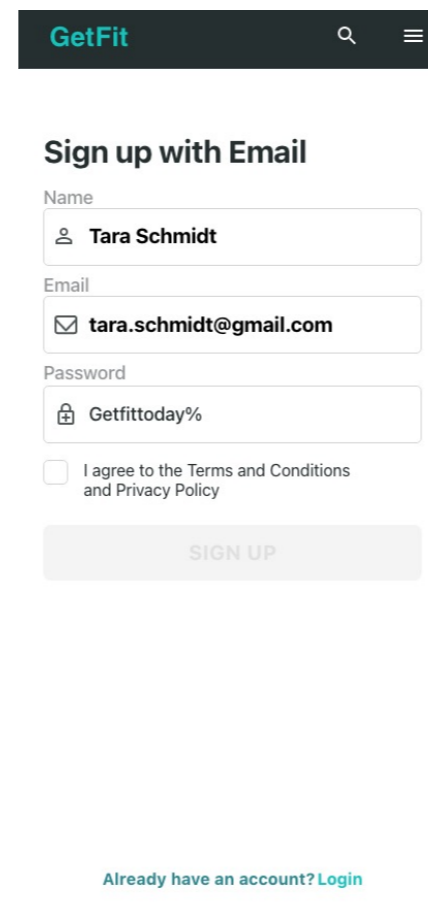 GetFit
Sign up with Email
Name
Tara Schmidt
Email
tara.schmidt@gmail.com
Password
Getfittoday%
I agree to the Terms and Conditions
and Privacy Policy
SIGN UP
Already have an account? Login